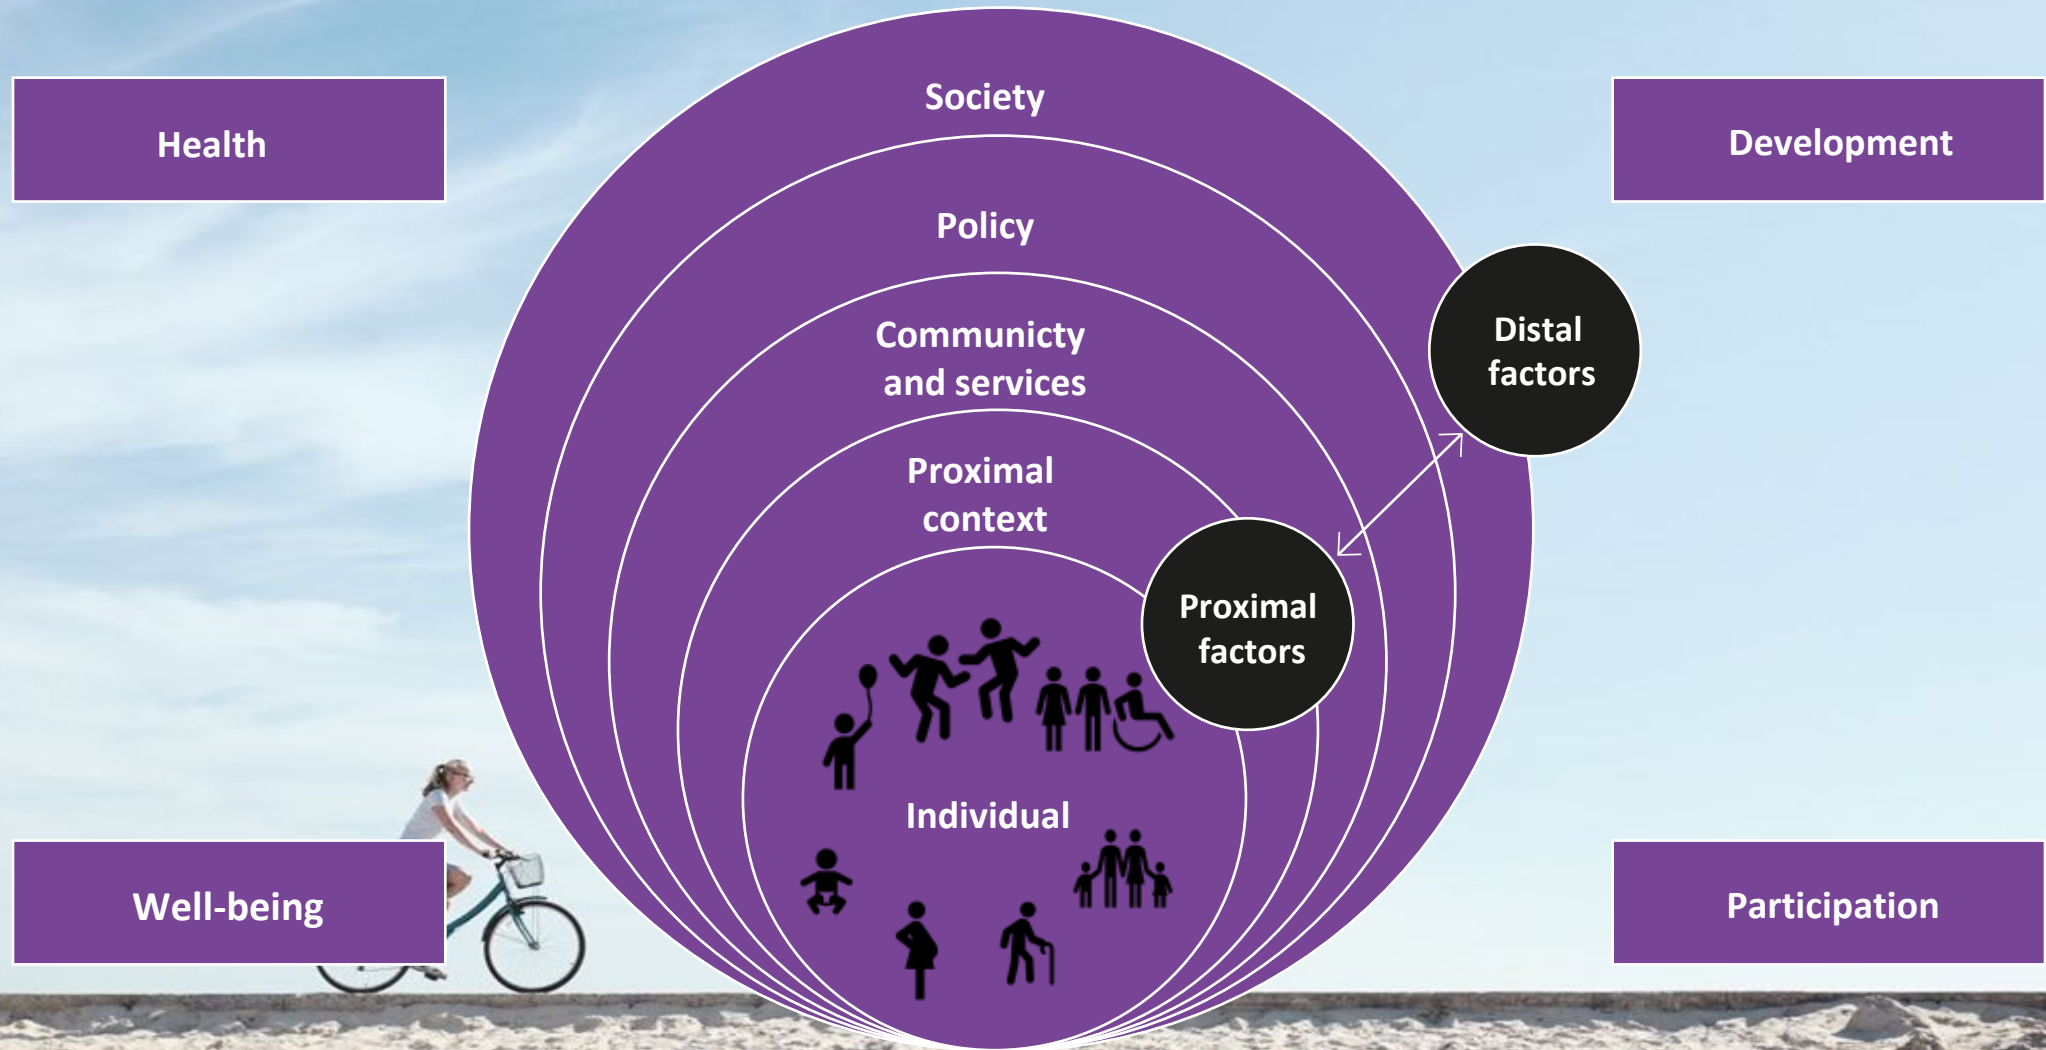 Society
Health
Development
Policy
Communicty
and services
Distal
factors
Proximal
context
Proximal
factors
Individual
Well-being
Participation